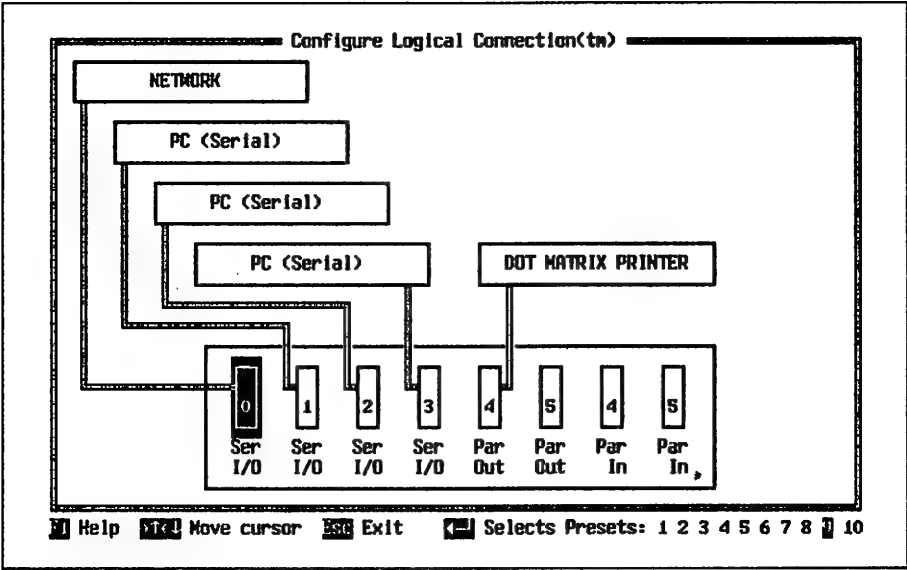 Configure Logical Connection(tm)
NETWORK
PC (Serial)
PC (Serial)
PC (Serial)
DOT MATRIX PRINTER
0 1 2 3 4 5 4 5
Ser Ser Ser Ser Par Par Par Par
I/O I/O I/O I/O Out Out In In
Help Move cursor ESC Exit Selects Presets: 1 2 3 4 5 6 7 8 10